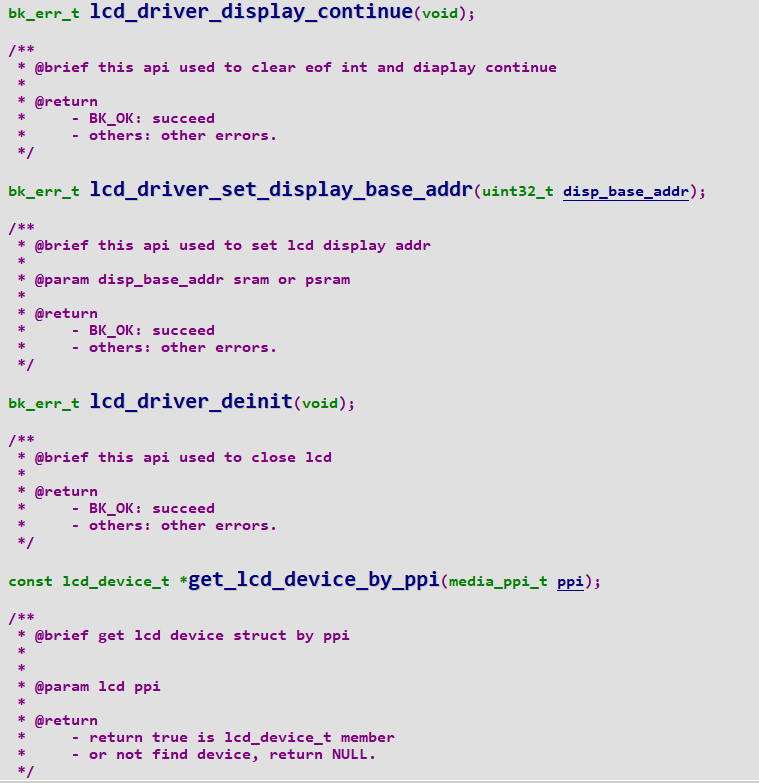 bk_err_t lcd_driver_display_continue(void);
/**
 * @brief this api used to clear eof int and diaplay continue
 *
 * @return
 *     - BK_OK: succeed
 *     - others: other errors.
 */
bk_err_t lcd_driver_set_display_base_addr(uint32_t disp_base_addr);
/**
 * @brief this api used to set lcd display addr
 *
 * @param disp_base_addr sram or psram
 *
 * @return
 *     - BK_OK: succeed
 *     - others: other errors.
 */
bk_err_t lcd_driver_deinit(void);
/**
 * @brief this api used to close lcd
 *
 * @return
 *     - BK_OK: succeed
 *     - others: other errors.
 */
const lcd_device_t *get_lcd_device_by_ppi(media_ppi_t ppi);
/**
 * @brief get lcd device struct by ppi
 *
 *
 * @param lcd ppi
 *
 * @return
 *     - return true is lcd_device_t member
 *     - or not find device, return NULL.
 */